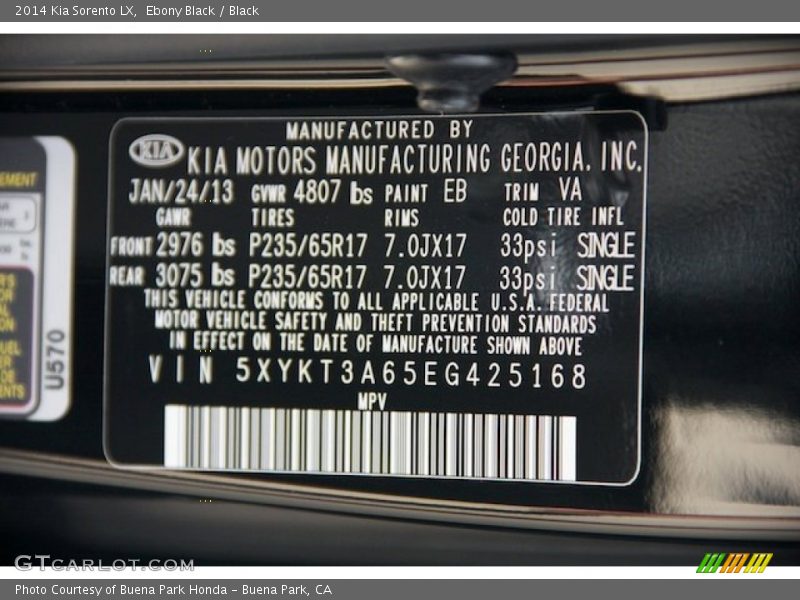 2014 Kia Sorento LX, Ebony Black / Black
MANUFACTURED BY
KIA KIA MOTORS MANUFACTURING GEORGIA. INC.
JAN/24/13 GVWR 4807 lbs PAINT EB TRIM VA
GAWR TIRES RIMS COLD TIRE INFL
FRONT 2976 lbs P235/65R17 7.0JX17 33psi SINGLE
REAR 3075 lbs P235/65R17 7.0JX17 33psi SINGLE
THIS VEHICLE CONFORMS TO ALL APPLICABLE U.S.A. FEDERAL
MOTOR VEHICLE SAFETY AND THEFT PREVENTION STANDARDS
IN EFFECT ON THE DATE OF MANUFACTURE SHOWN ABOVE
VIN 5XYKT3A65EG425168
MPV
U570
GTCARLOT.COM
Photo Courtesy of Buena Park Honda - Buena Park, CA